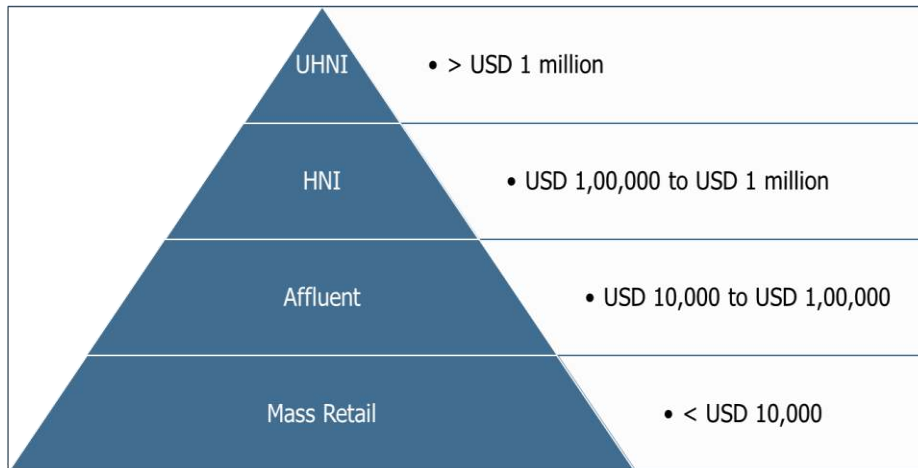 UHNI
• > USD 1 million
HNI
• USD 1,00,000 to USD 1 million
Affluent
• USD 10,000 to USD 1,00,000
Mass Retail
• < USD 10,000